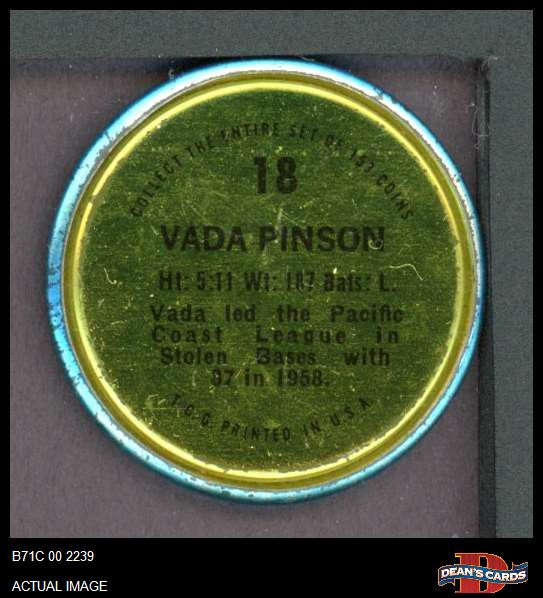 COLLECT THE ENTIRE SET OF 153 COINS
18
VADA PINSON
Ht: 5:11 Wt: 187 Bats: L.
Vada led the Pacific
Coast League in
Stolen Bases with
37 in 1958.
T.C.G. PRINTED IN U.S.A.
B71C 00 2239
ACTUAL IMAGE
D
DEAN'S CARDS